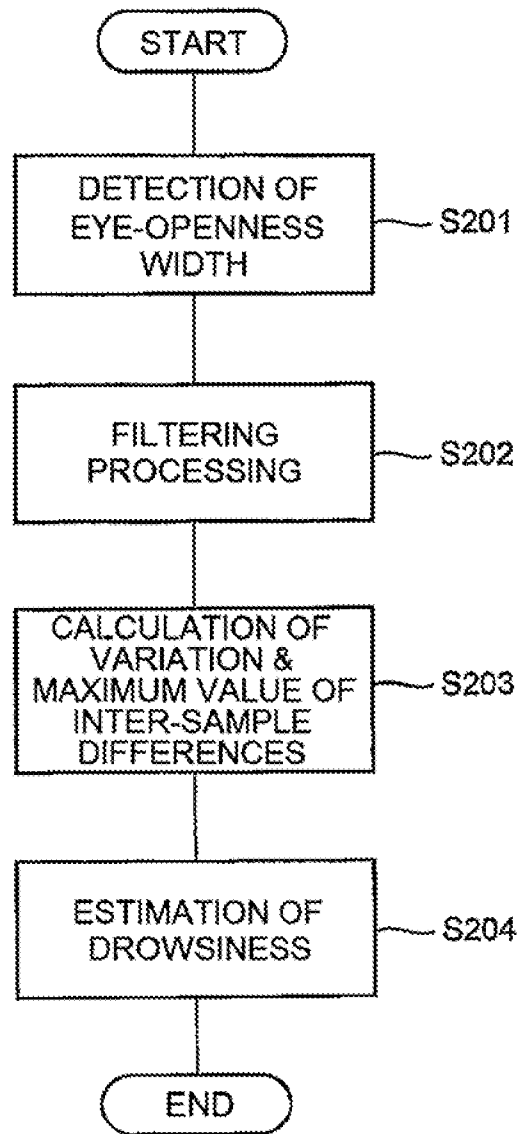 START
DETECTION OF
EYE-OPENNESS
WIDTH
S201
FILTERING
PROCESSING
S202
CALCULATION OF
VARIATION &
MAXIMUM VALUE OF
INTER-SAMPLE
DIFFERENCES
S203
ESTIMATION OF
DROWSINESS
S204
END